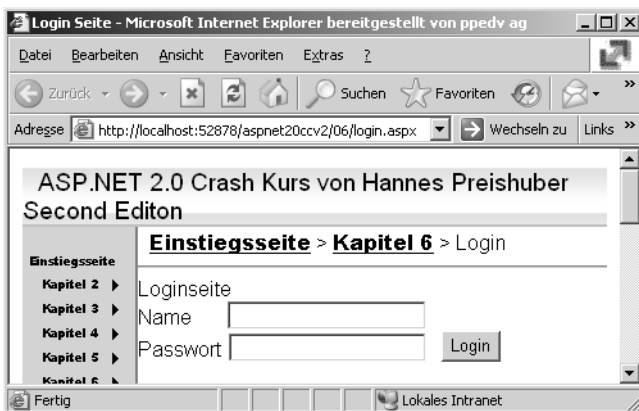 Login Seite - Microsoft Internet Explorer bereitgestellt von ppedv ag
Datei Bearbeiten Ansicht Favoriten Extras ?
Zurück Suchen Favoriten »
Adresse http://localhost:52878/aspnet20ccv2/06/login.aspx Wechseln zu Links »
ASP.NET 2.0 Crash Kurs von Hannes Preishuber
Second Editon
Einstiegsseite > Kapitel 6 > Login
Einstiegsseite
Kapitel 2
Kapitel 3
Kapitel 4
Kapitel 5
Kapitel 6
Loginseite
Name
Passwort Login
Fertig Lokales Intranet